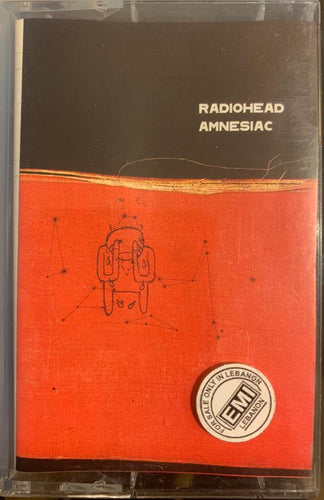 RADIOHEAD
AMNESIAC
FOR SALE ONLY IN LEBANON
EMI
LEBANON